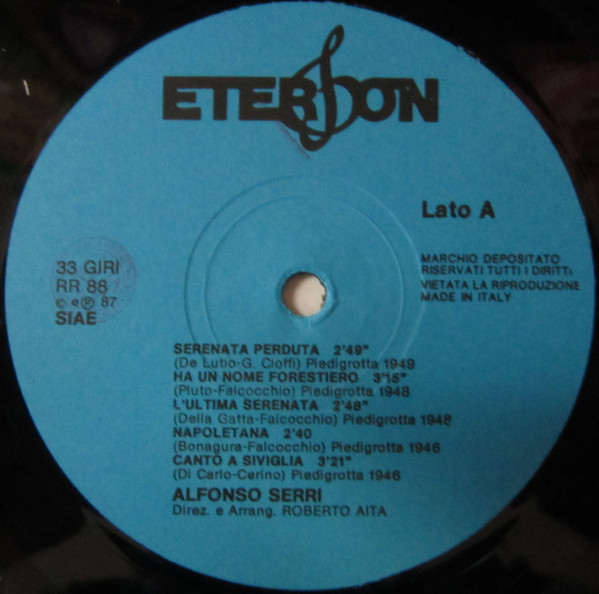 ETERSON
Lato A
33 GIRI
RR 88
© e ℗ 87
SIAE
MARCHIO DEPOSITATO
RISERVATI TUTTI I DIRITTI
VIETATA LA RIPRODUZIONE
MADE IN ITALY
SERENATA PERDUTA 2'49"
(De Lutio-G. Cioffi) Piedigrotta 1949
HA UN NOME FORESTIERO 3'15"
(Pluto-Falcocchio) Piedigrotta 1948
L'ULTIMA SERENATA 2'48"
(Della Gatta-Falcocchio) Piedigrotta 1948
NAPOLETANA 2'40
(Bonagura-Falcocchio) Piedigrotta 1946
CANTO A SIVIGLIA 3'21"
(Di Carlo-Cerino) Piedigrotta 1946
ALFONSO SERRI
Direz. e Arrang. ROBERTO AITA